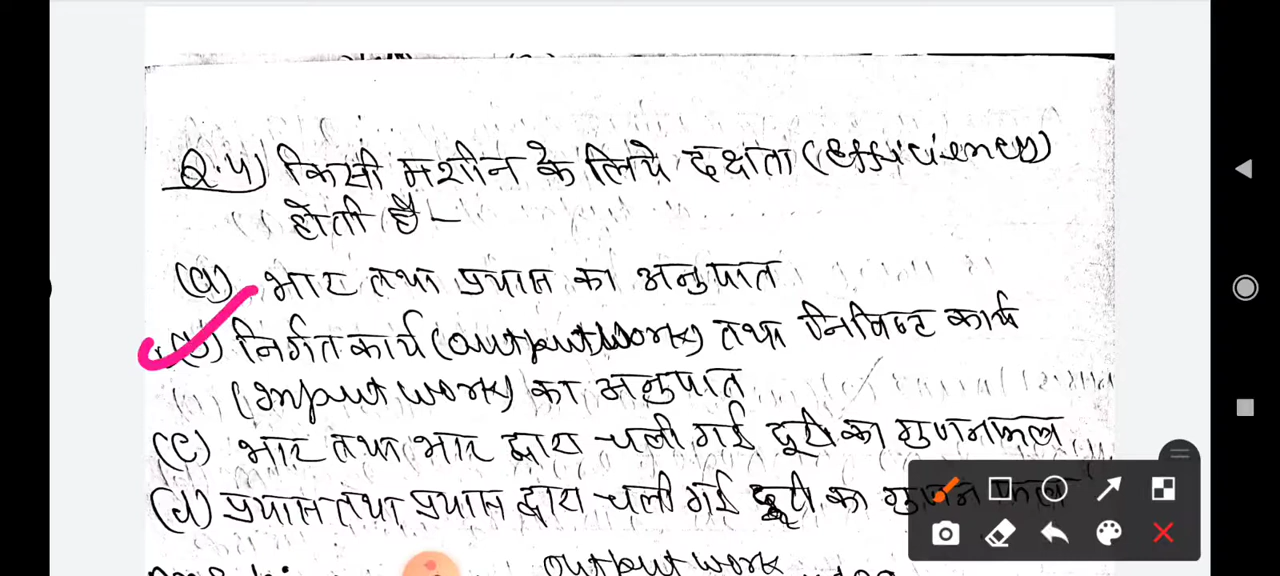 Q.4) किसी मशीन के लिये दक्षता (efficiency)
होती है -
(a) भार तथा प्रयास का अनुपात
(b) निर्गत कार्य (output work) तथा निविष्ट कार्य
(Input work) का अनुपात
(c) भार तथा भार द्वारा चली गई दूरी का गुणनफल
(d) प्रयास तथा प्रयास द्वारा चली गई दूरी का गुणनफल
output work